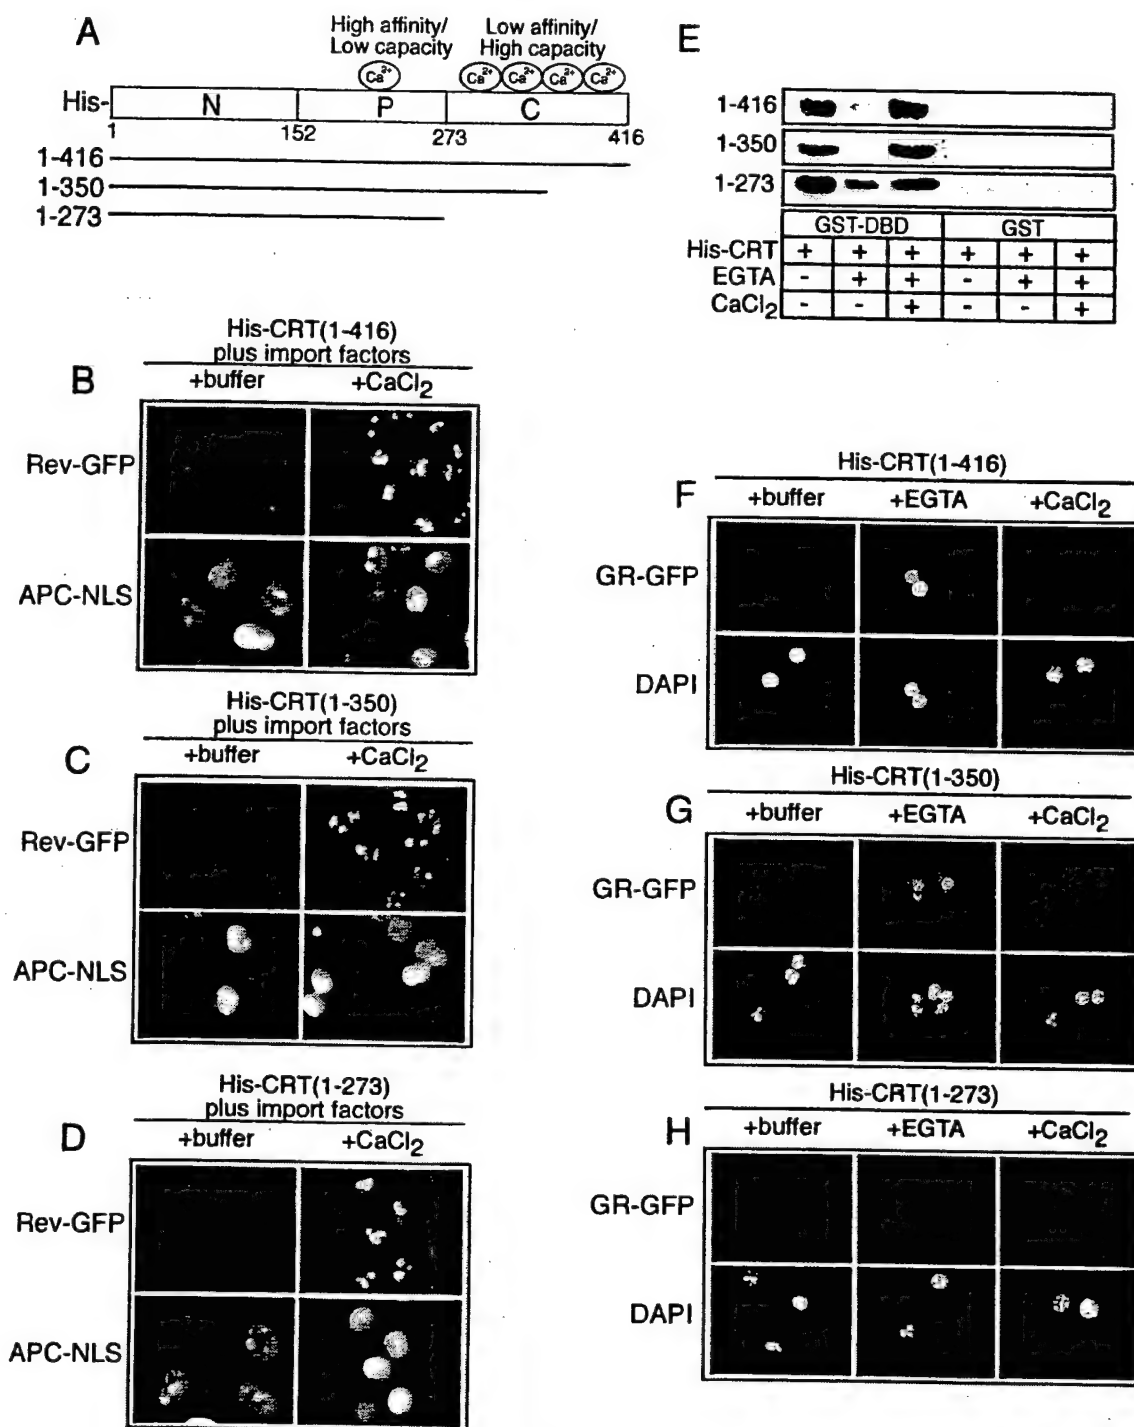 A
High affinity/ Low affinity/
Low capacity High capacity
Ca2+ Ca2+ Ca2+ Ca2+ Ca2+
His- N P C
1 152 273 416
1-416
1-350
1-273
E
1-416
1-350
1-273
GST-DBD GST
His-CRT + + + + + +
EGTA - + + - + +
CaCl2 - - + - - +
His-CRT(1-416)
plus import factors
B
+buffer +CaCl2
Rev-GFP
APC-NLS
His-CRT(1-350)
plus import factors
C
+buffer +CaCl2
Rev-GFP
APC-NLS
His-CRT(1-273)
plus import factors
D
+buffer +CaCl2
Rev-GFP
APC-NLS
His-CRT(1-416)
F
+buffer +EGTA +CaCl2
GR-GFP
DAPI
His-CRT(1-350)
G
+buffer +EGTA +CaCl2
GR-GFP
DAPI
His-CRT(1-273)
H
+buffer +EGTA +CaCl2
GR-GFP
DAPI